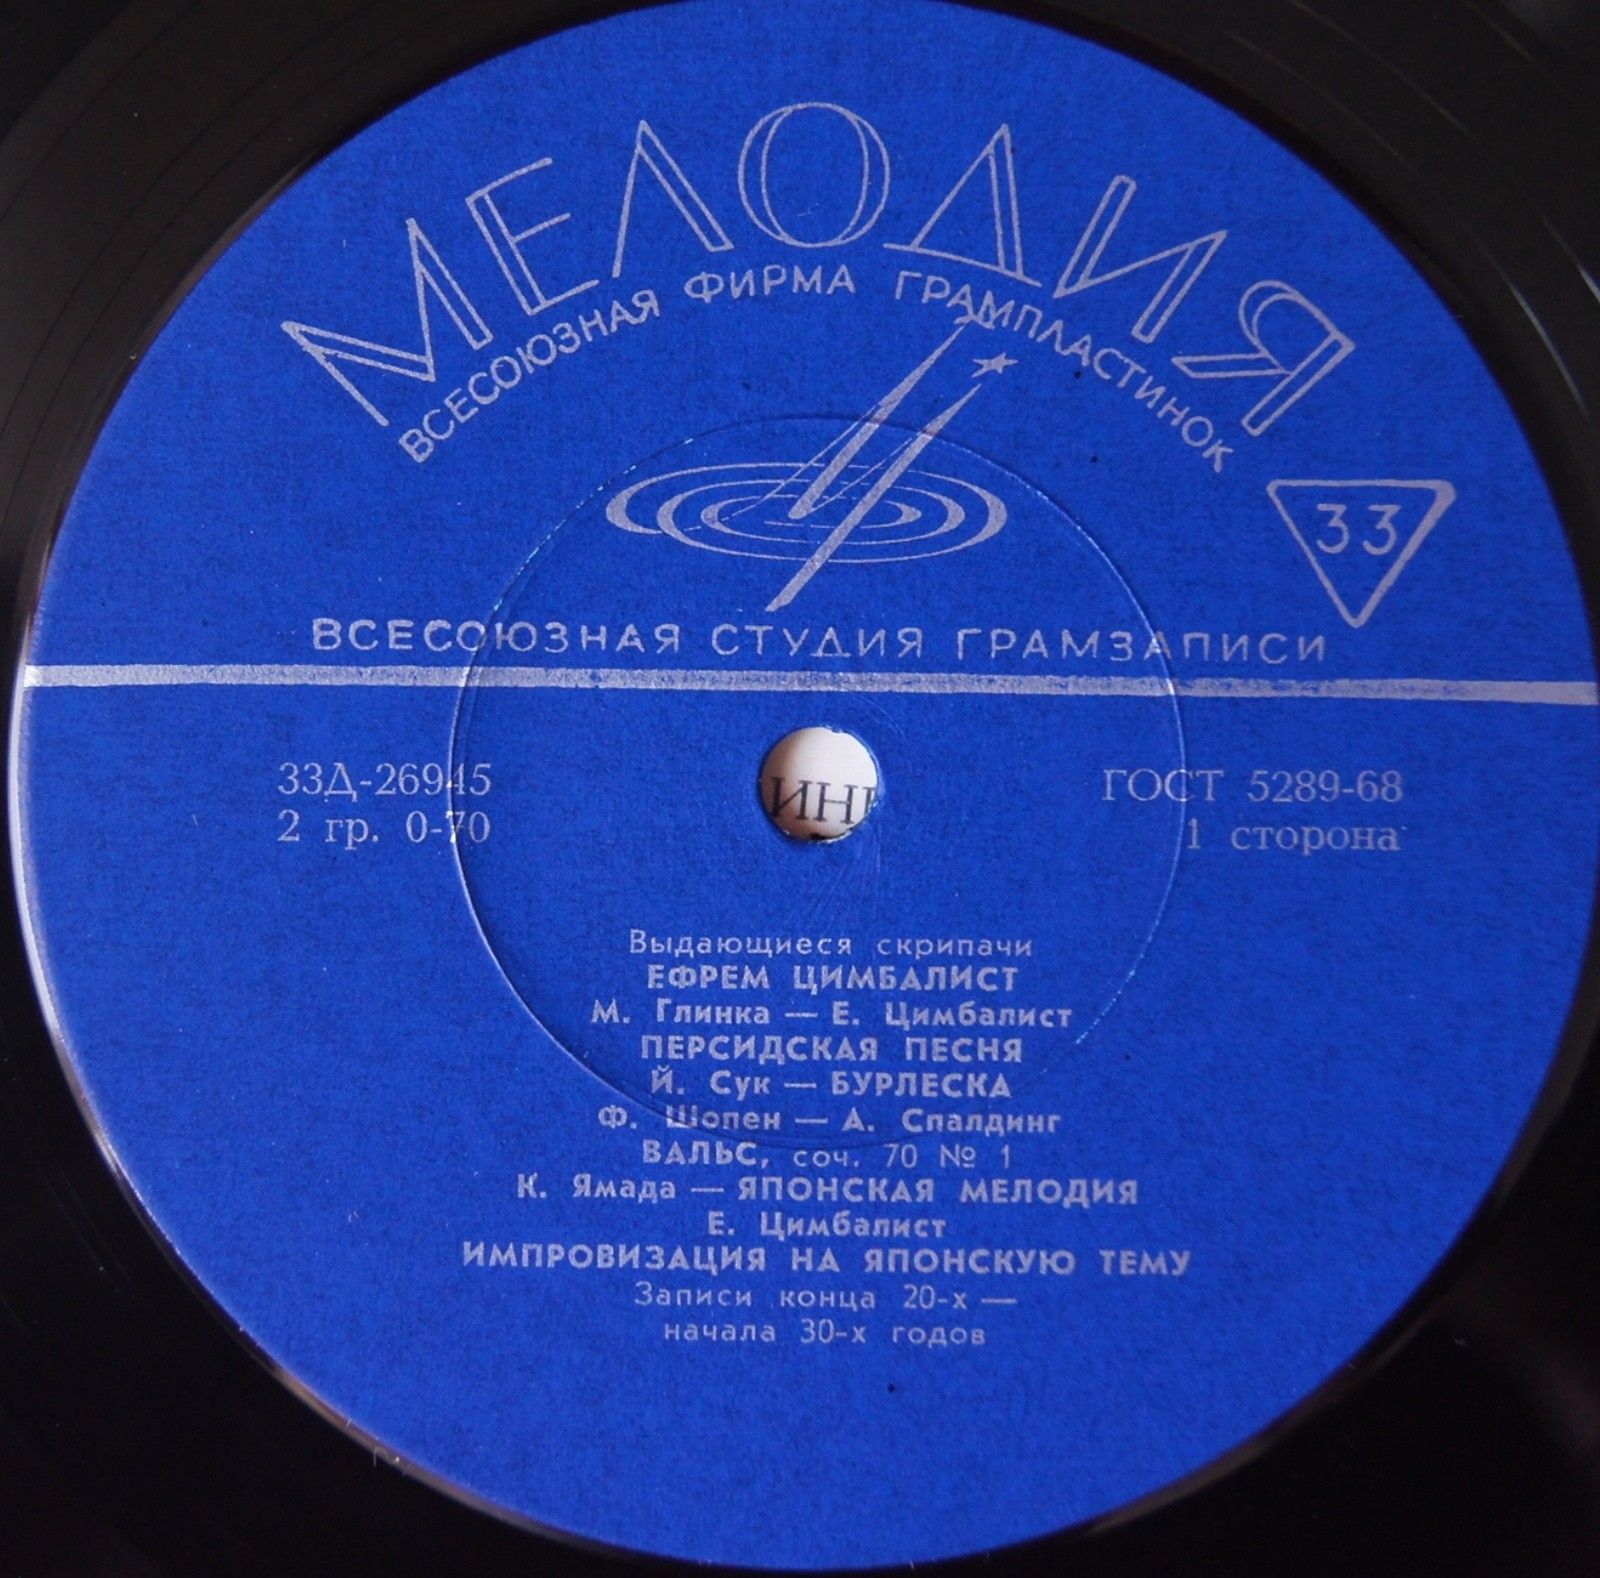 МЕЛОДИЯ
ВСЕСОЮЗНАЯ ФИРМА ГРАМПЛАСТИНОК
33
ВСЕСОЮЗНАЯ СТУДИЯ ГРАМЗАПИСИ
33Д-26945
2 гр. 0-70
ГОСТ 5289-68
1 сторона
ИН
Выдающиеся скрипачи
ЕФРЕМ ЦИМБАЛИСТ
М. Глинка — Е. Цимбалист
ПЕРСИДСКАЯ ПЕСНЯ
Й. Сук — БУРЛЕСКА
Ф. Шопен — А. Спалдинг
ВАЛЬС, соч. 70 № 1
К. Ямада — ЯПОНСКАЯ МЕЛОДИЯ
Е. Цимбалист
ИМПРОВИЗАЦИЯ НА ЯПОНСКУЮ ТЕМУ
Записи конца 20-х —
начала 30-х годов